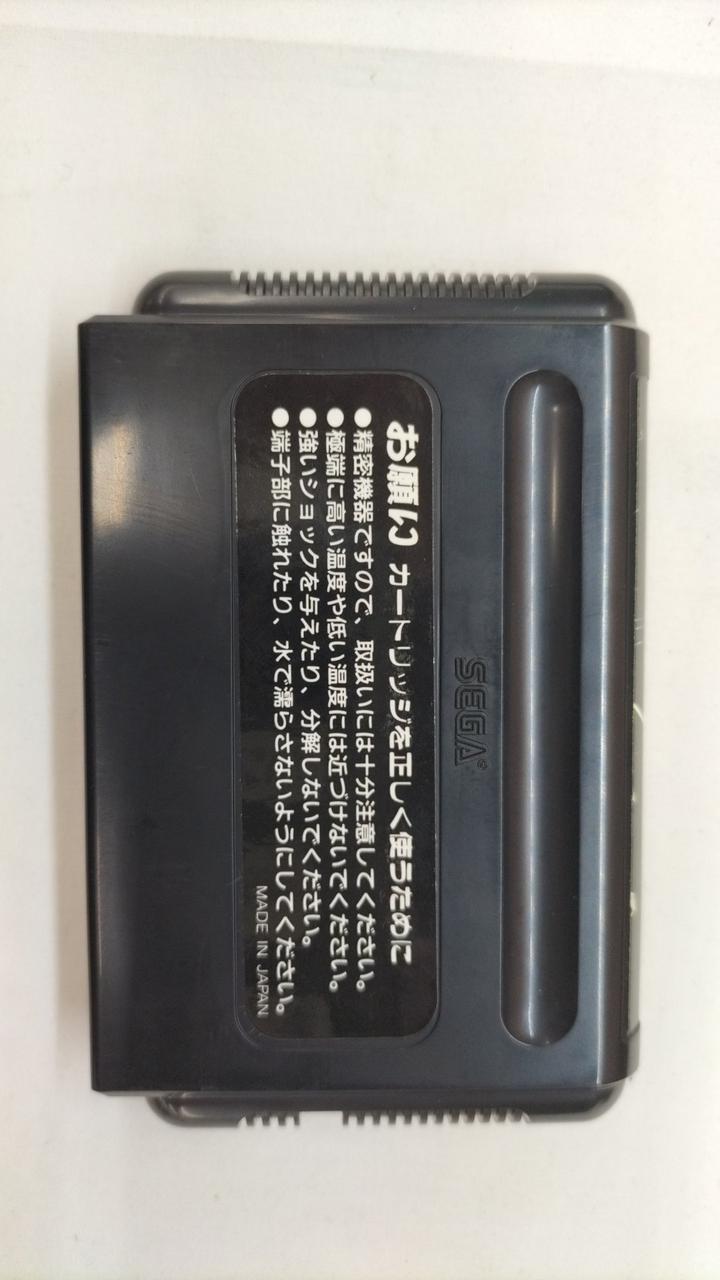 SEGA®
お願い カートリッジを正しく使うために
●精密機器ですので、取扱いには十分注意してください。
●極端に高い温度や低い温度には近づけないでください。
●強いショックを与えたり、分解しないでください。
●端子部に触れたり、水で濡らさないようにしてください。
MADE IN JAPAN